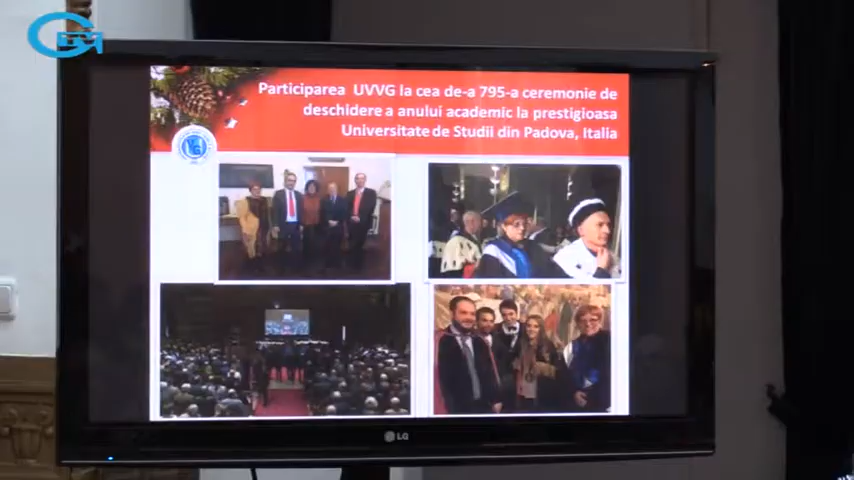 GM
Participarea UVVG la cea de-a 795-a ceremonie de
deschidere a anului academic la prestigioasa
Universitate de Studii din Padova, Italia
LG